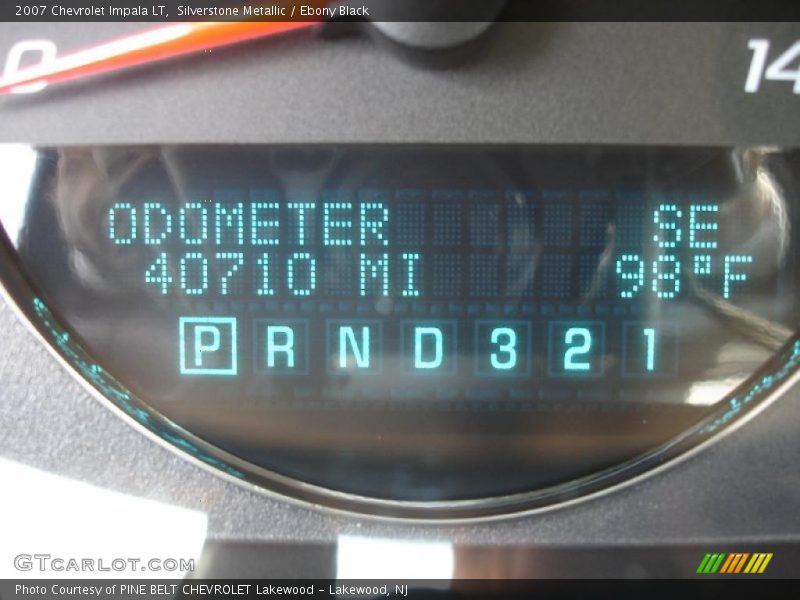 2007 Chevrolet Impala LT, Silverstone Metallic / Ebony Black
0 14
ODOMETER SE
40710 MI 98°F
P R N D 3 2 1
GTcarlot.com
Photo Courtesy of PINE BELT CHEVROLET Lakewood - Lakewood, NJ